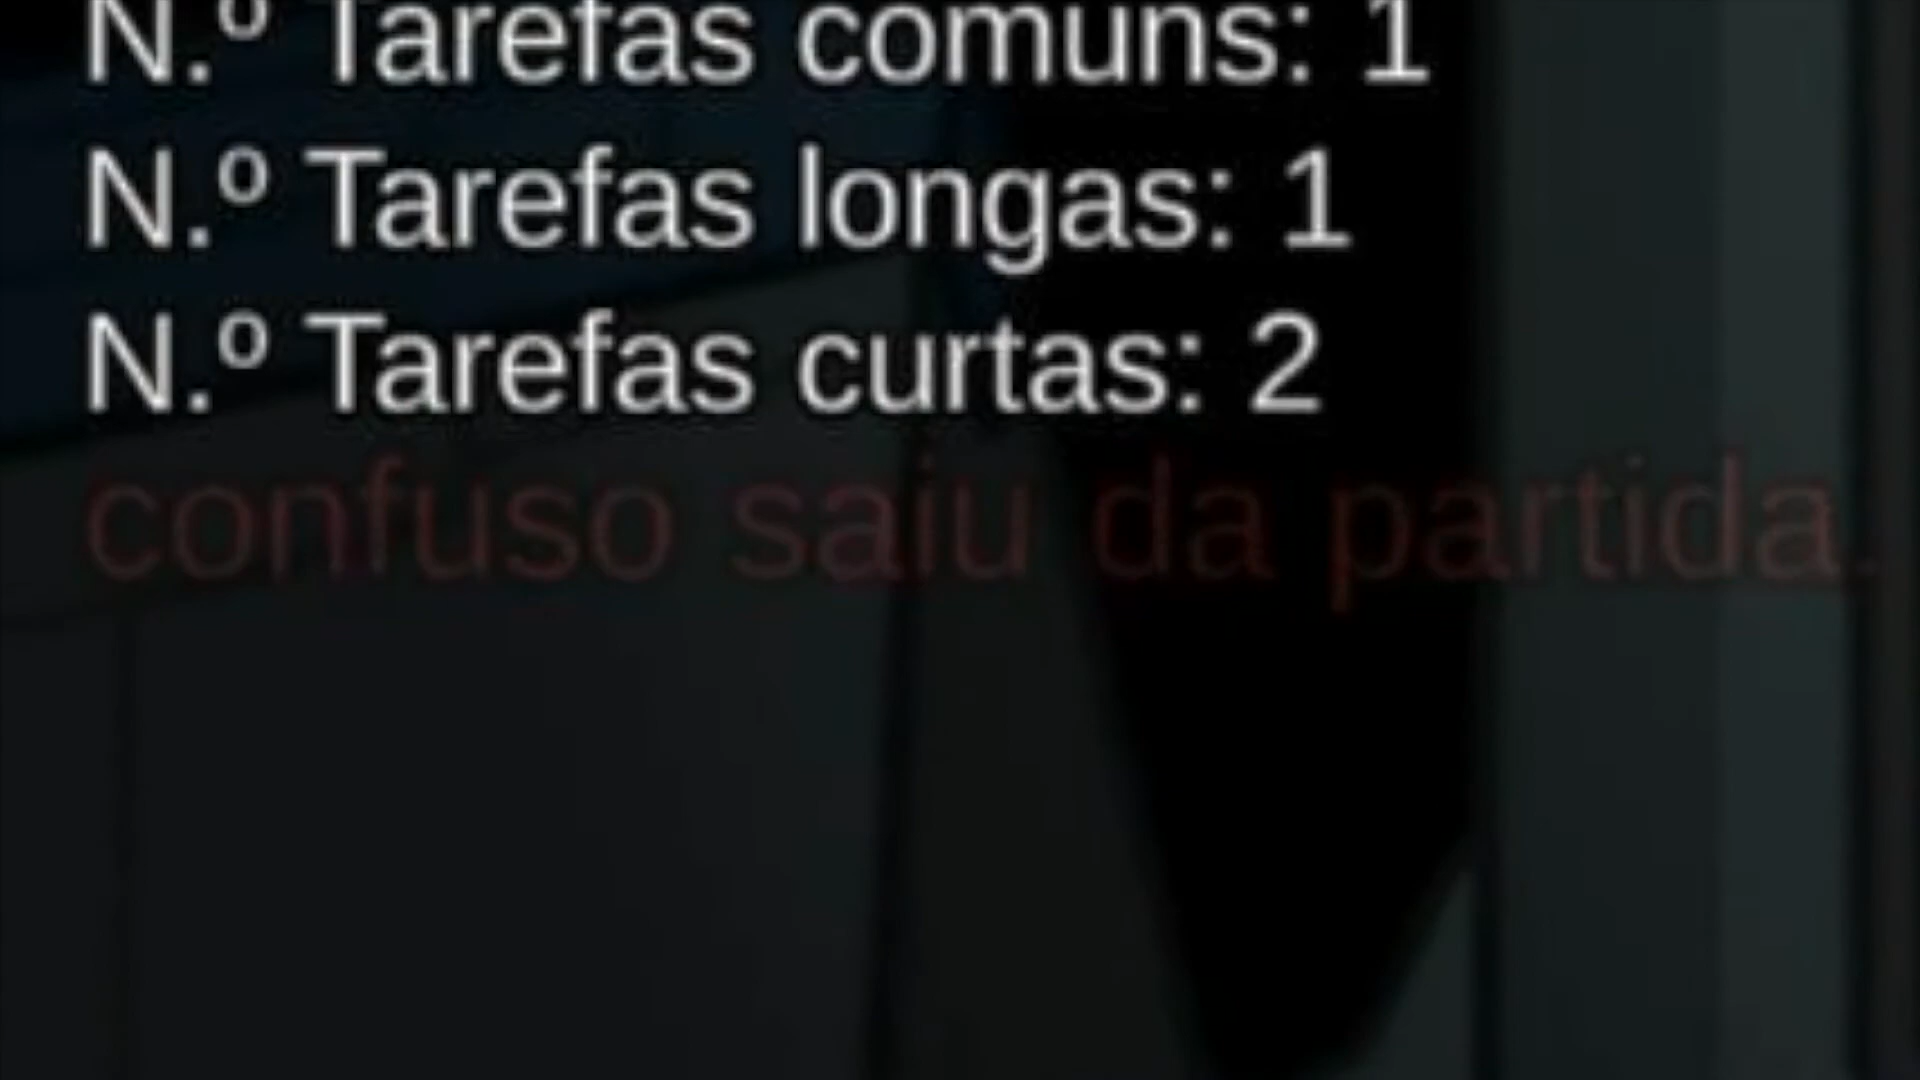 N.º Tarefas comuns: 1
N.º Tarefas longas: 1
N.º Tarefas curtas: 2
confuso saiu da partida.